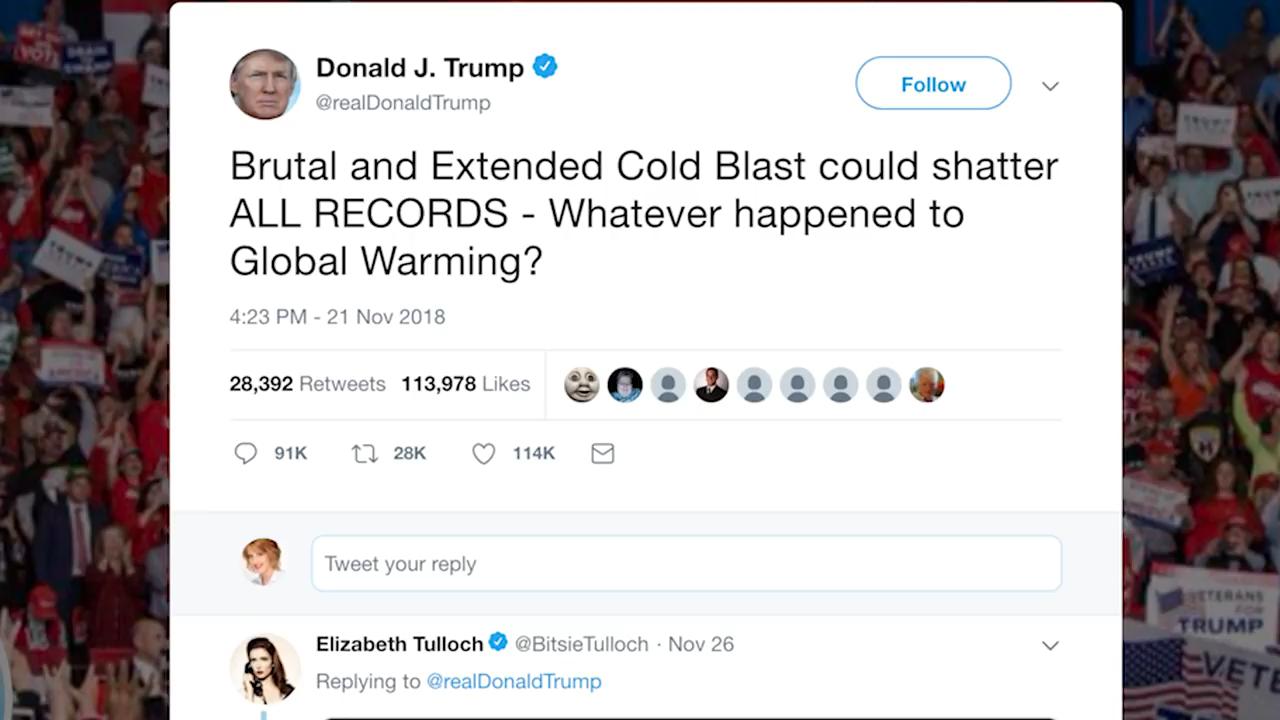 Donald J. Trump
@realDonaldTrump
Follow
Brutal and Extended Cold Blast could shatter
ALL RECORDS - Whatever happened to
Global Warming?
4:23 PM - 21 Nov 2018
28,392 Retweets 113,978 Likes
91K 28K 114K
Tweet your reply
Elizabeth Tulloch @BitsieTulloch · Nov 26
Replying to @realDonaldTrump
VETERANS
FOR
TRUMP